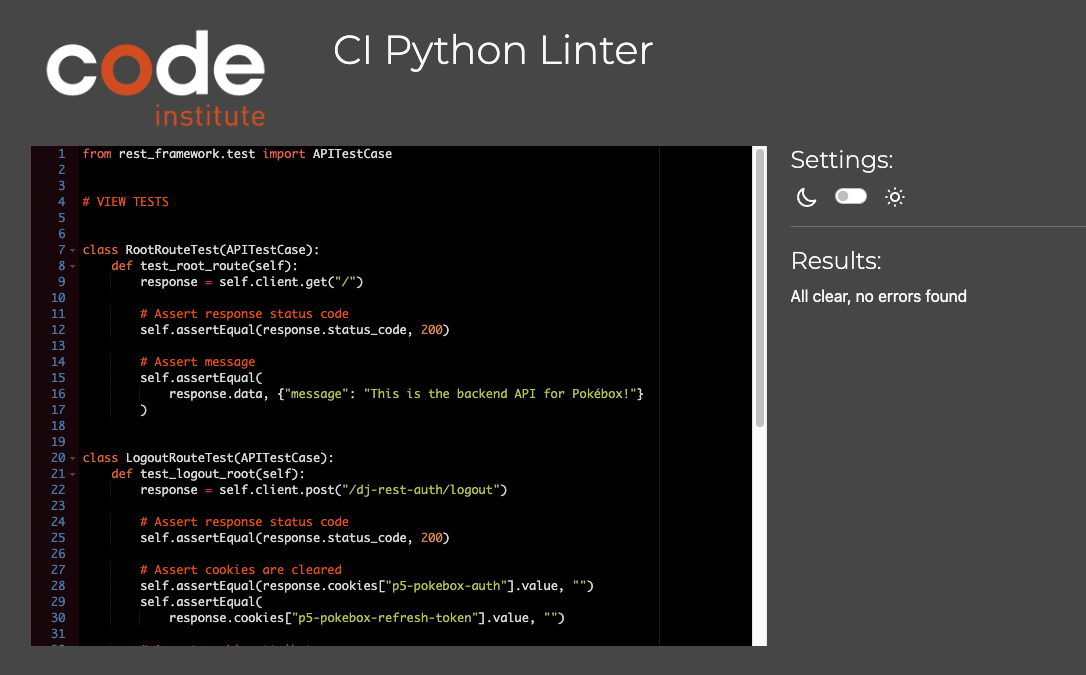 code
institute
CI Python Linter
1 from rest_framework.test import APITestCase
2
3
4 # VIEW TESTS
5
6
7 class RootRouteTest(APITestCase):
8     def test_root_route(self):
9         response = self.client.get("/")
10
11         # Assert response status code
12         self.assertEqual(response.status_code, 200)
13
14         # Assert message
15         self.assertEqual(
16             response.data, {"message": "This is the backend API for Pokébox!"}
17         )
18
19
20 class LogoutRouteTest(APITestCase):
21     def test_logout_root(self):
22         response = self.client.post("/dj-rest-auth/logout")
23
24         # Assert response status code
25         self.assertEqual(response.status_code, 200)
26
27         # Assert cookies are cleared
28         self.assertEqual(response.cookies["p5-pokebox-auth"].value, "")
29         self.assertEqual(
30             response.cookies["p5-pokebox-refresh-token"].value, "")
31
Settings:
Results:
All clear, no errors found